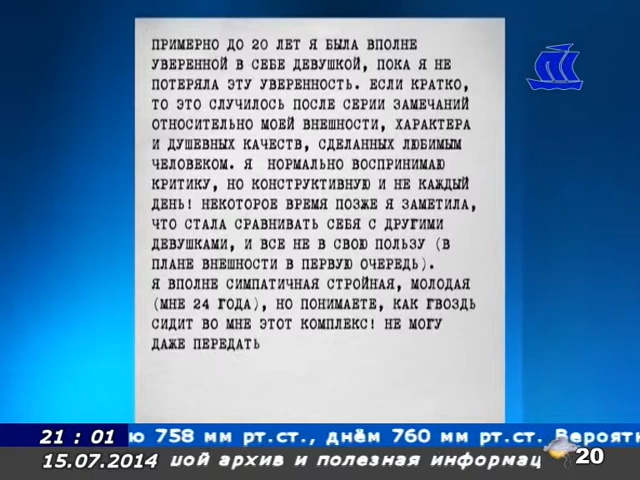 ПРИМЕРНО ДО 20 ЛЕТ Я БЫЛА ВПОЛНЕ
УВЕРЕННОЙ В СЕБЕ ДЕВУШКОЙ, ПОКА Я НЕ
ПОТЕРЯЛА ЭТУ УВЕРЕННОСТЬ. ЕСЛИ КРАТКО,
ТО ЭТО СЛУЧИЛОСЬ ПОСЛЕ СЕРИИ ЗАМЕЧАНИЙ
ОТНОСИТЕЛЬНО МОЕЙ ВНЕШНОСТИ, ХАРАКТЕРА
И ДУШЕВНЫХ КАЧЕСТВ, СДЕЛАННЫХ ЛЮБИМЫМ
ЧЕЛОВЕКОМ. Я НОРМАЛЬНО ВОСПРИНИМАЮ
КРИТИКУ, НО КОНСТРУКТИВНУЮ И НЕ КАЖДЫЙ
ДЕНЬ! НЕКОТОРОЕ ВРЕМЯ ПОЗЖЕ Я ЗАМЕТИЛА,
ЧТО СТАЛА СРАВНИВАТЬ СЕБЯ С ДРУГИМИ
ДЕВУШКАМИ, И ВСЕ НЕ В СВОЮ ПОЛЬЗУ (В
ПЛАНЕ ВНЕШНОСТИ В ПЕРВУЮ ОЧЕРЕДЬ).
Я ВПОЛНЕ СИМПАТИЧНАЯ СТРОЙНАЯ, МОЛОДАЯ
(МНЕ 24 ГОДА), НО ПОНИМАЕТЕ, КАК ГВОЗДЬ
СИДИТ ВО МНЕ ЭТОТ КОМПЛЕКС! НЕ МОГУ
ДАЖЕ ПЕРЕДАТЬ
21 : 01 ю 758 мм рт.ст., днём 760 мм рт.ст. Вероятн
15.07.2014 шой архив и полезная информац 20